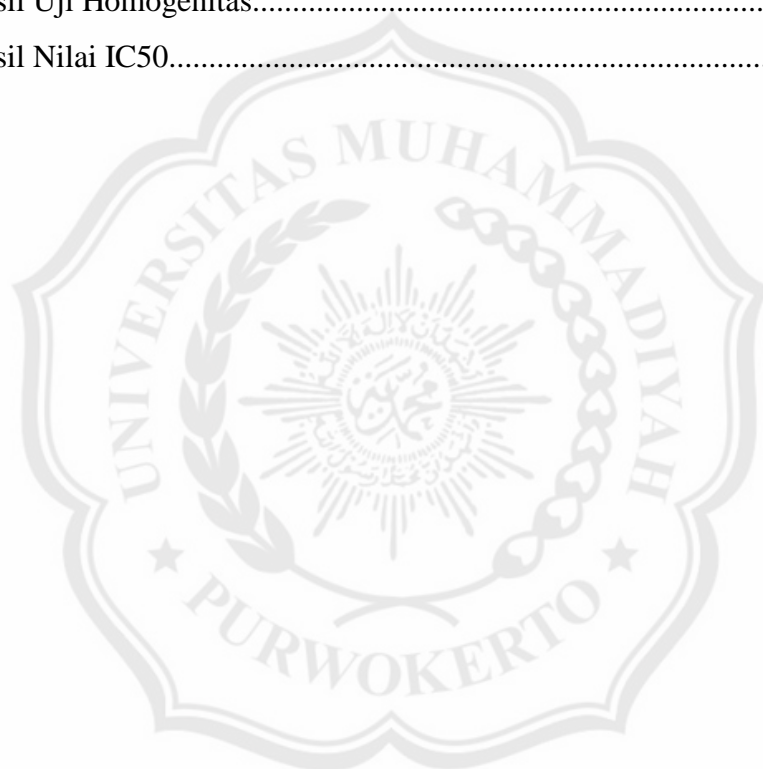 sil Uji Homogenitas..........................................................................
sil Nilai IC50....................................................................................
UNIVERSITAS MUHAMMADIYAH
PURWOKERTO